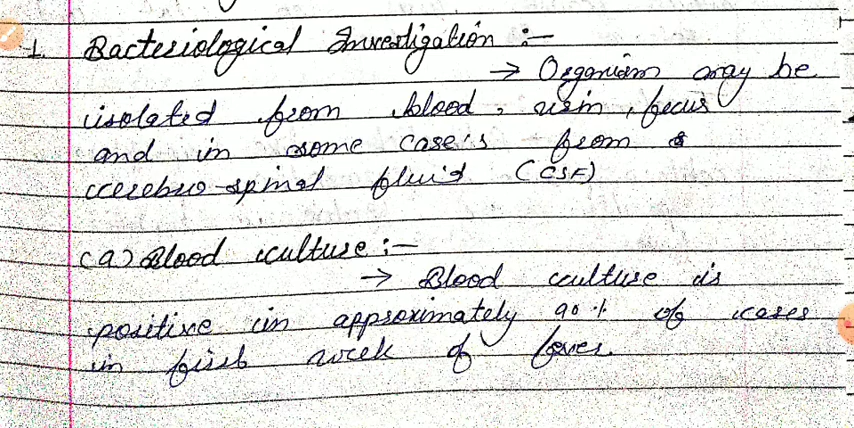 1. Bacteriological Investigation :-
→ Organism may be
isolated from blood, urin, fecus
and in some case's from
cerebro-spinal fluid (CSF)
(a) Blood culture :-
→ Blood culture is
positive in approximately 90% of cases
in first week of fever.